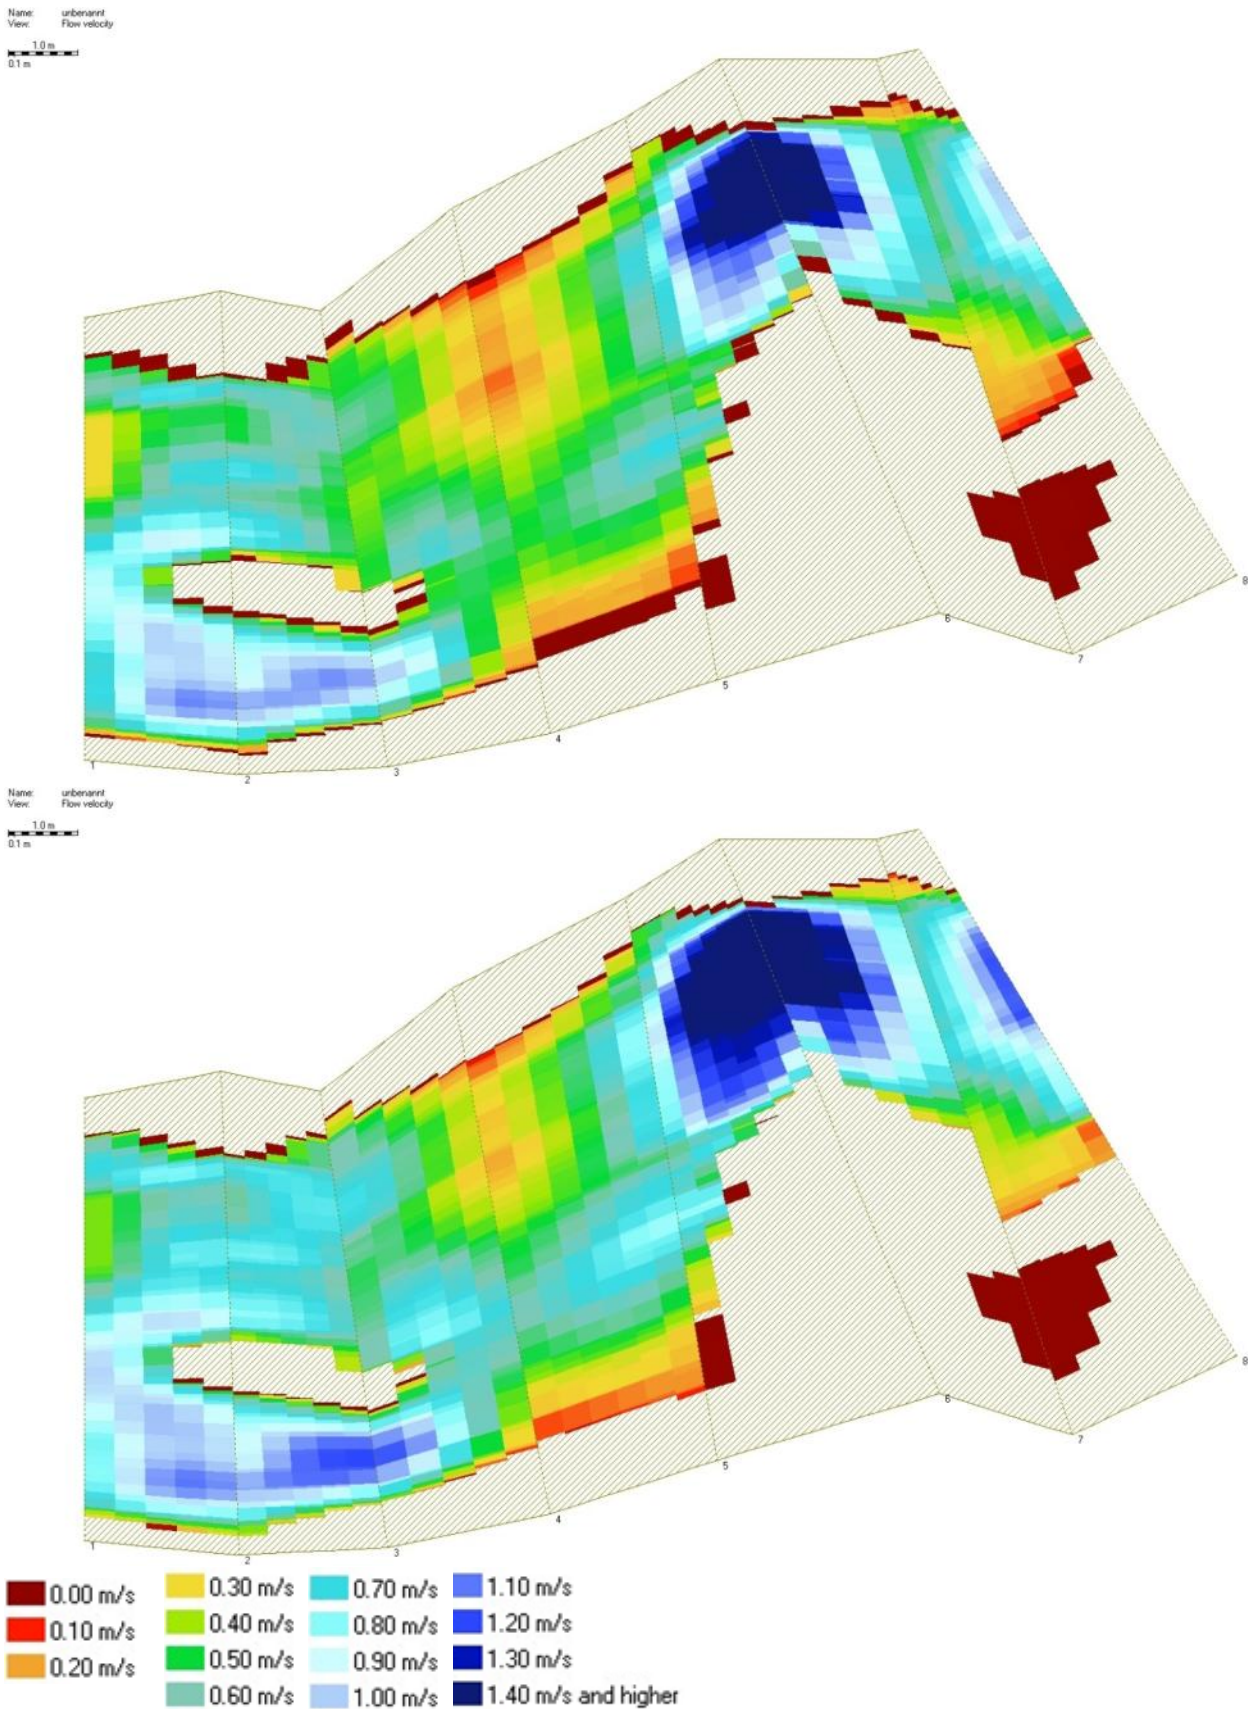 Name: unbenannt
View: Flow velocity
1.0 m
0.1 m
8
6
7
5
4
3
1
2
Name: unbenannt
View: Flow velocity
1.0 m
0.1 m
8
6
7
5
4
3
1
2
0.00 m/s 0.30 m/s 0.70 m/s 1.10 m/s
0.10 m/s 0.40 m/s 0.80 m/s 1.20 m/s
0.20 m/s 0.50 m/s 0.90 m/s 1.30 m/s
0.60 m/s 1.00 m/s 1.40 m/s and higher